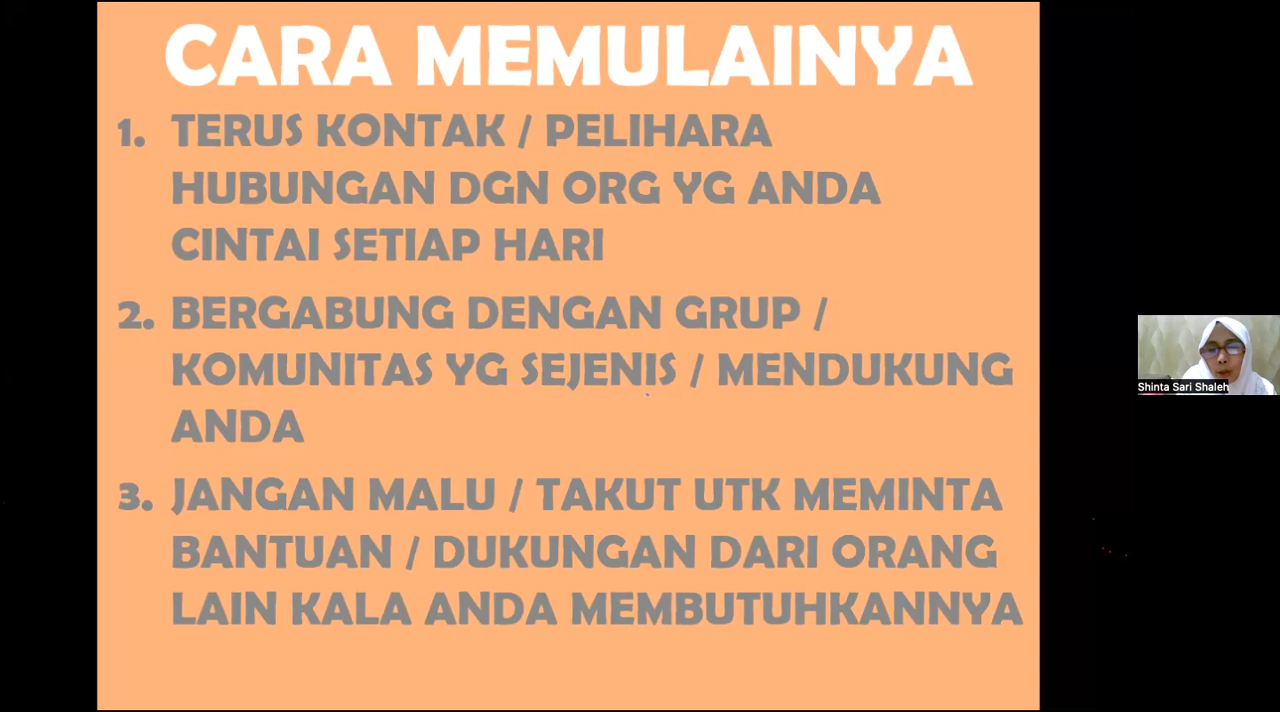 CARA MEMULAINYA
1. TERUS KONTAK / PELIHARA
HUBUNGAN DGN ORG YG ANDA
CINTAI SETIAP HARI
2. BERGABUNG DENGAN GRUP /
KOMUNITAS YG SEJENIS / MENDUKUNG
ANDA
3. JANGAN MALU / TAKUT UTK MEMINTA
BANTUAN / DUKUNGAN DARI ORANG
LAIN KALA ANDA MEMBUTUHKANNYA
Shinta Sari Shaleh